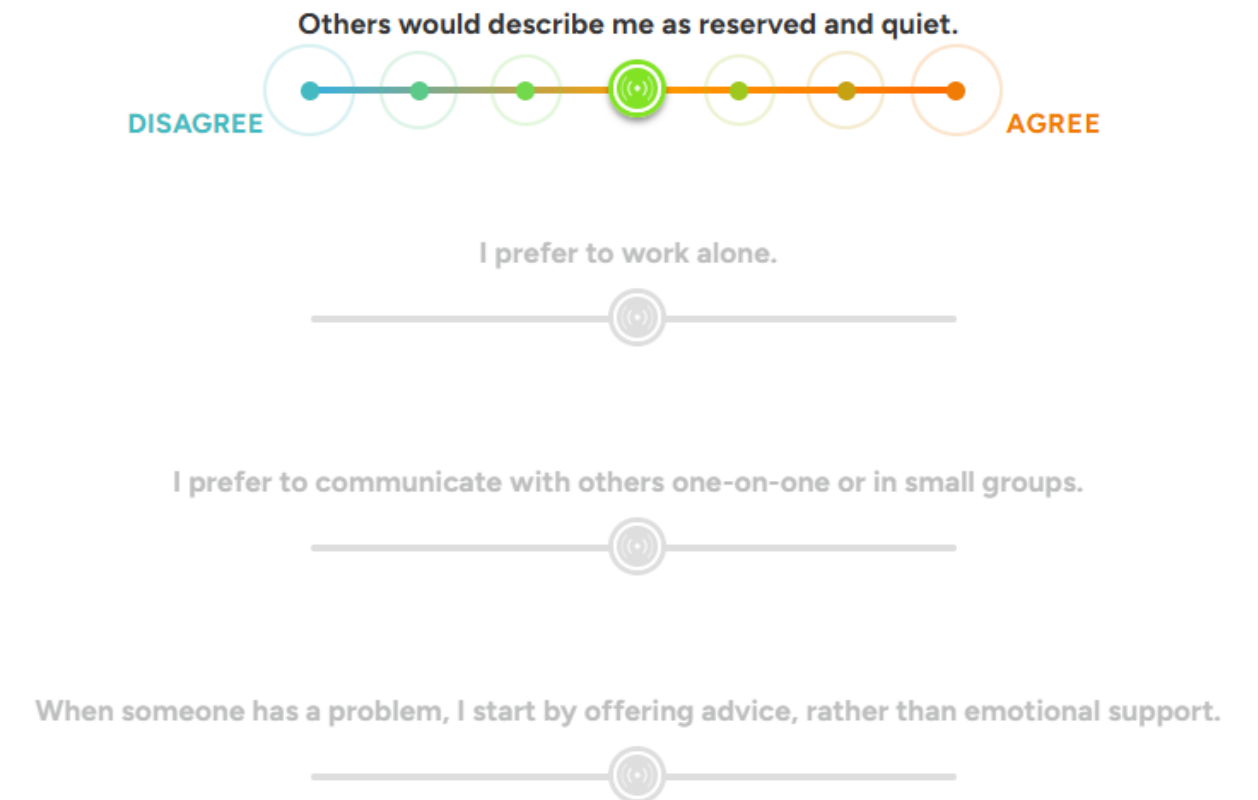 Others would describe me as reserved and quiet.
DISAGREE
AGREE
I prefer to work alone.
I prefer to communicate with others one-on-one or in small groups.
When someone has a problem, I start by offering advice, rather than emotional support.